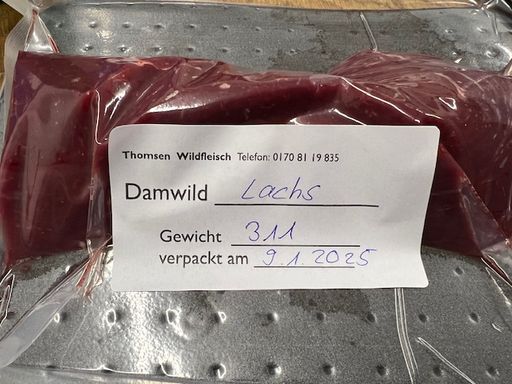 Thomsen Wildfleisch Telefon: 0170 81 19 835
Damwild Lachs
Gewicht 311
verpackt am 9.1.2025